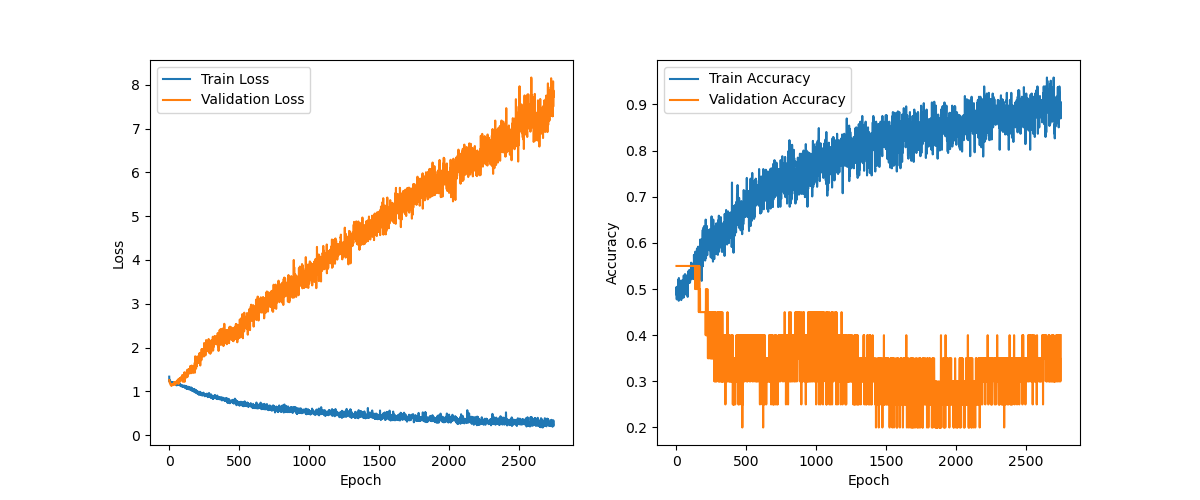 Train Loss
Validation Loss
Loss
8
7
6
5
4
3
2
1
0
0 500 1000 1500 2000 2500
Epoch
Train Accuracy
Validation Accuracy
Accuracy
0.9
0.8
0.7
0.6
0.5
0.4
0.3
0.2
0 500 1000 1500 2000 2500
Epoch